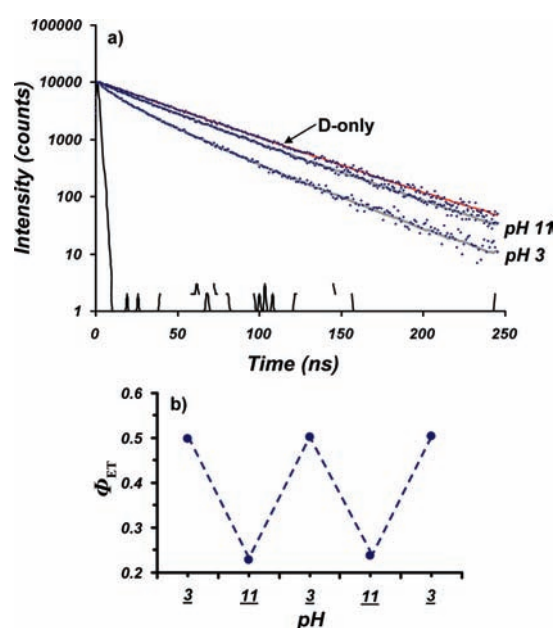 a)
100000
10000
1000
100
10
1
Intensity (counts)
D-only
pH 11
pH 3
0 50 100 150 200 250
Time (ns)
b)
0.6
0.5
0.4
0.3
0.2
ΦET
3 11 3 11 3
pH